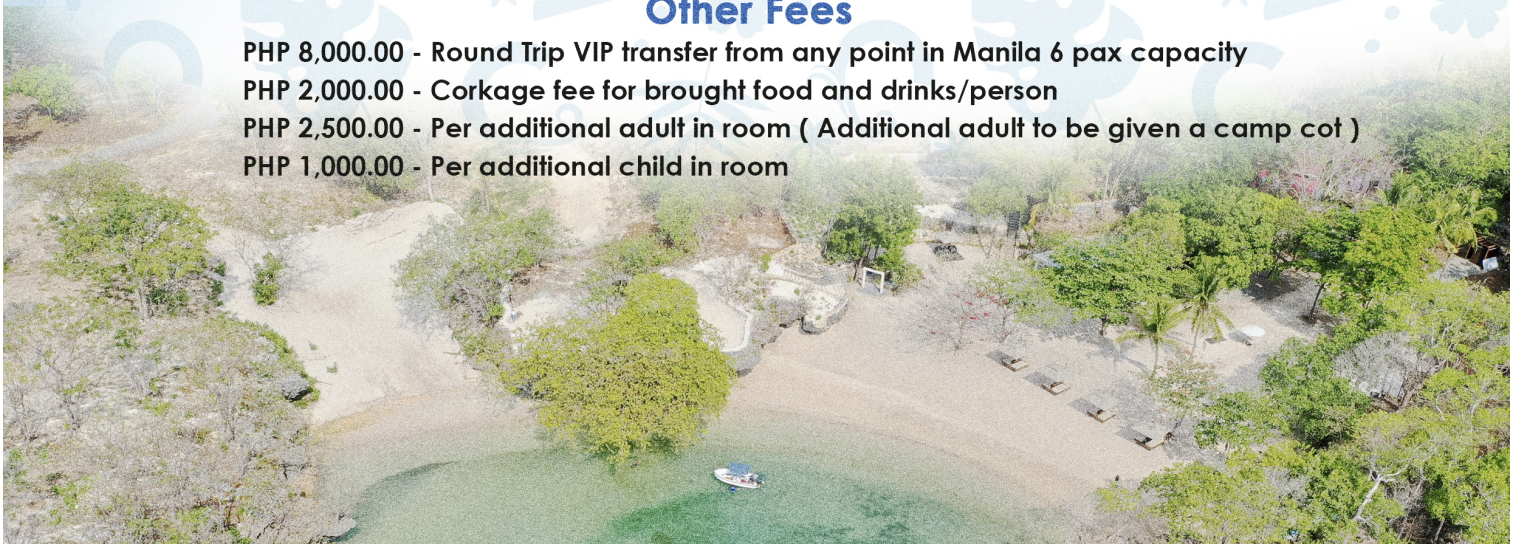 Other Fees
PHP 8,000.00 - Round Trip VIP transfer from any point in Manila 6 pax capacity
PHP 2,000.00 - Corkage fee for brought food and drinks/person
PHP 2,500.00 - Per additional adult in room ( Additional adult to be given a camp cot )
PHP 1,000.00 - Per additional child in room